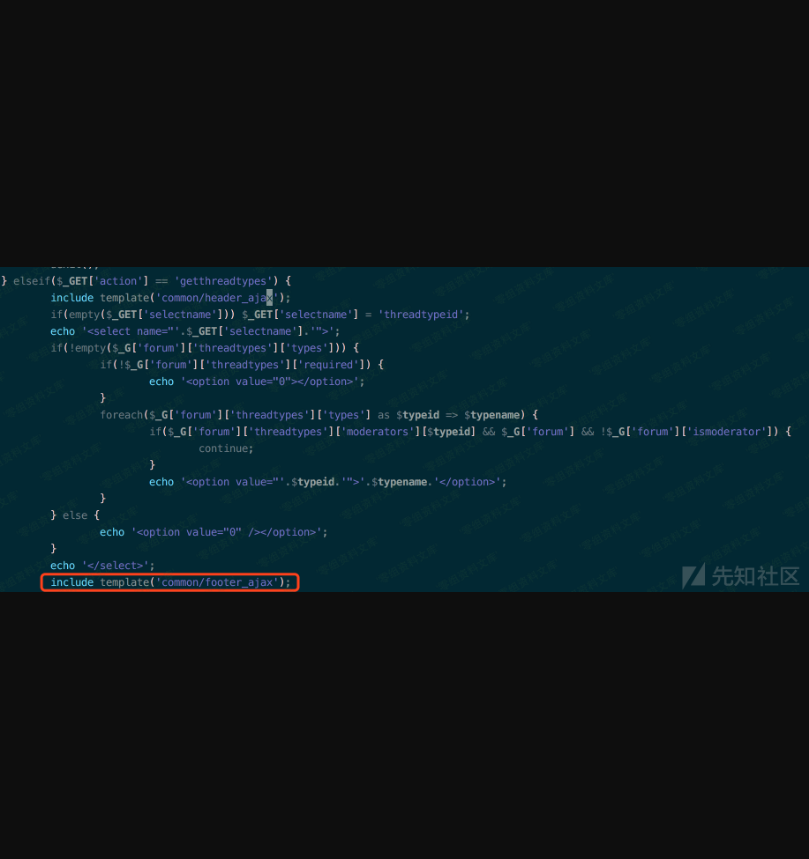 } elseif($_GET['action'] == 'getthreadtypes') {
include template('common/header_ajax');
if(empty($_GET['selectname'])) $_GET['selectname'] = 'threadtypeid';
echo '<select name="'.$_GET['selectname'].'">';
if(!empty($_G['forum']['threadtypes']['types'])) {
if(!$_G['forum']['threadtypes']['required']) {
echo '<option value="0"></option>';
}
foreach($_G['forum']['threadtypes']['types'] as $typeid => $typename) {
if($_G['forum']['threadtypes']['moderators'][$typeid] && $_G['forum'] && !$_G['forum']['ismoderator']) {
continue;
}
echo '<option value="'.$typeid.'">'.$typename.'</option>';
}
} else {
echo '<option value="0" /></option>';
}
echo '</select>';
include template('common/footer_ajax');
先知社区